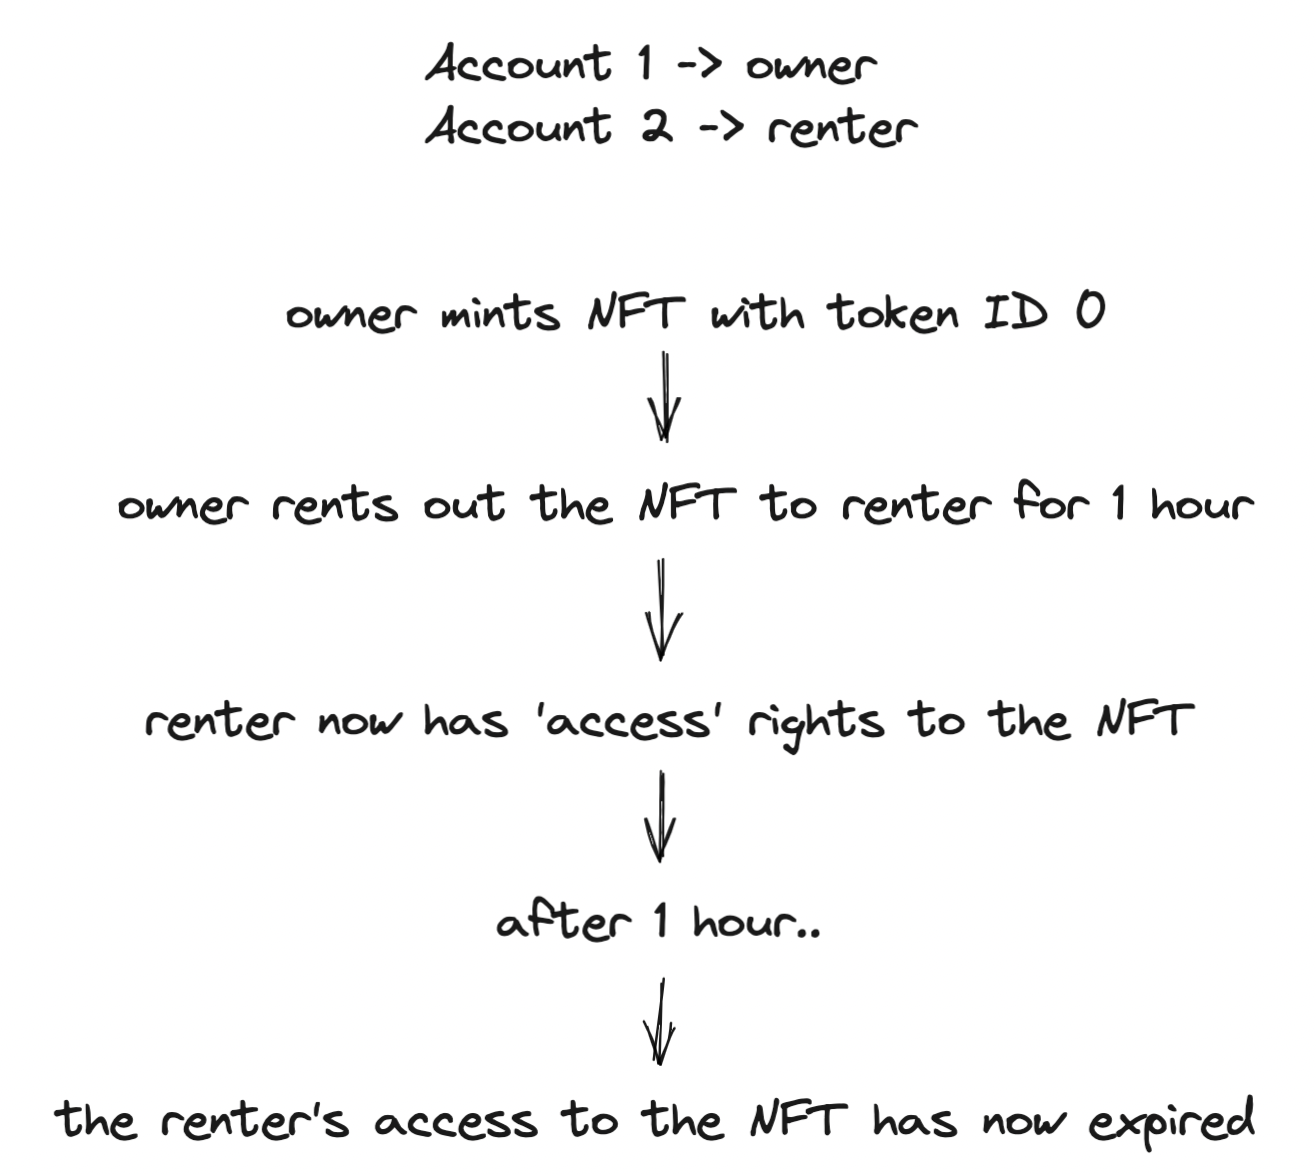 Account 1 -> owner
Account 2 -> renter
owner mints NFT with token ID 0
owner rents out the NFT to renter for 1 hour
renter now has 'access' rights to the NFT
after 1 hour..
the renter's access to the NFT has now expired